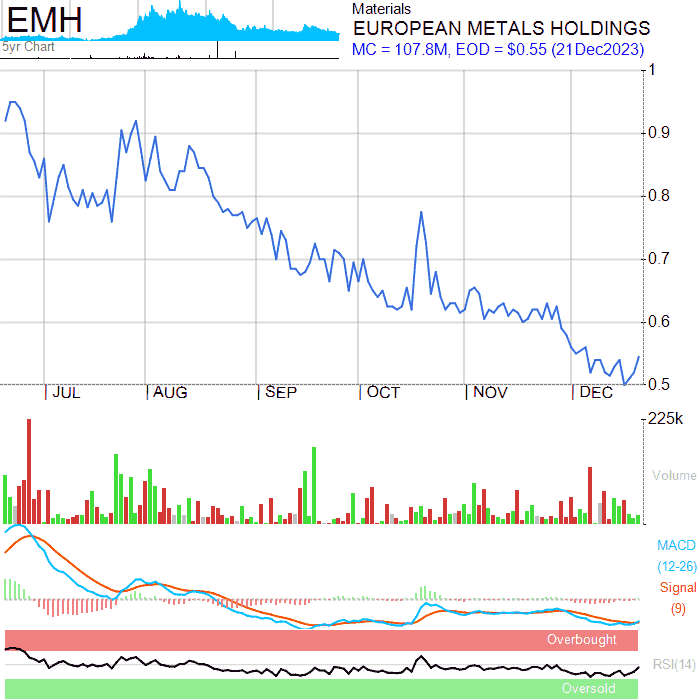 EMH
5yr Chart
Materials
EUROPEAN METALS HOLDINGS
MC = 107.8M, EOD = $0.55 (21Dec2023)
1
0.9
0.8
0.7
0.6
0.5
JUL AUG SEP OCT NOV DEC
225k
Volume
MACD
(12-26)
Signal
(9)
Overbought
RSI(14)
Oversold